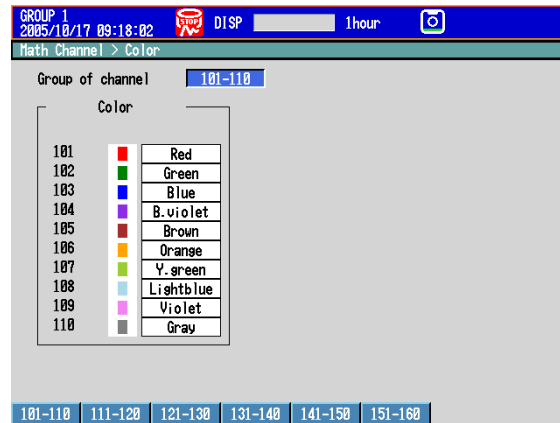 GROUP 1
2005/10/17 09:18:02 STOP DISP 1hour
Math Channel > Color
Group of channel 101-110
Color
101 Red
102 Green
103 Blue
104 B.violet
105 Brown
106 Orange
107 Y.green
108 Lightblue
109 Violet
110 Gray
101-110 111-120 121-130 131-140 141-150 151-160